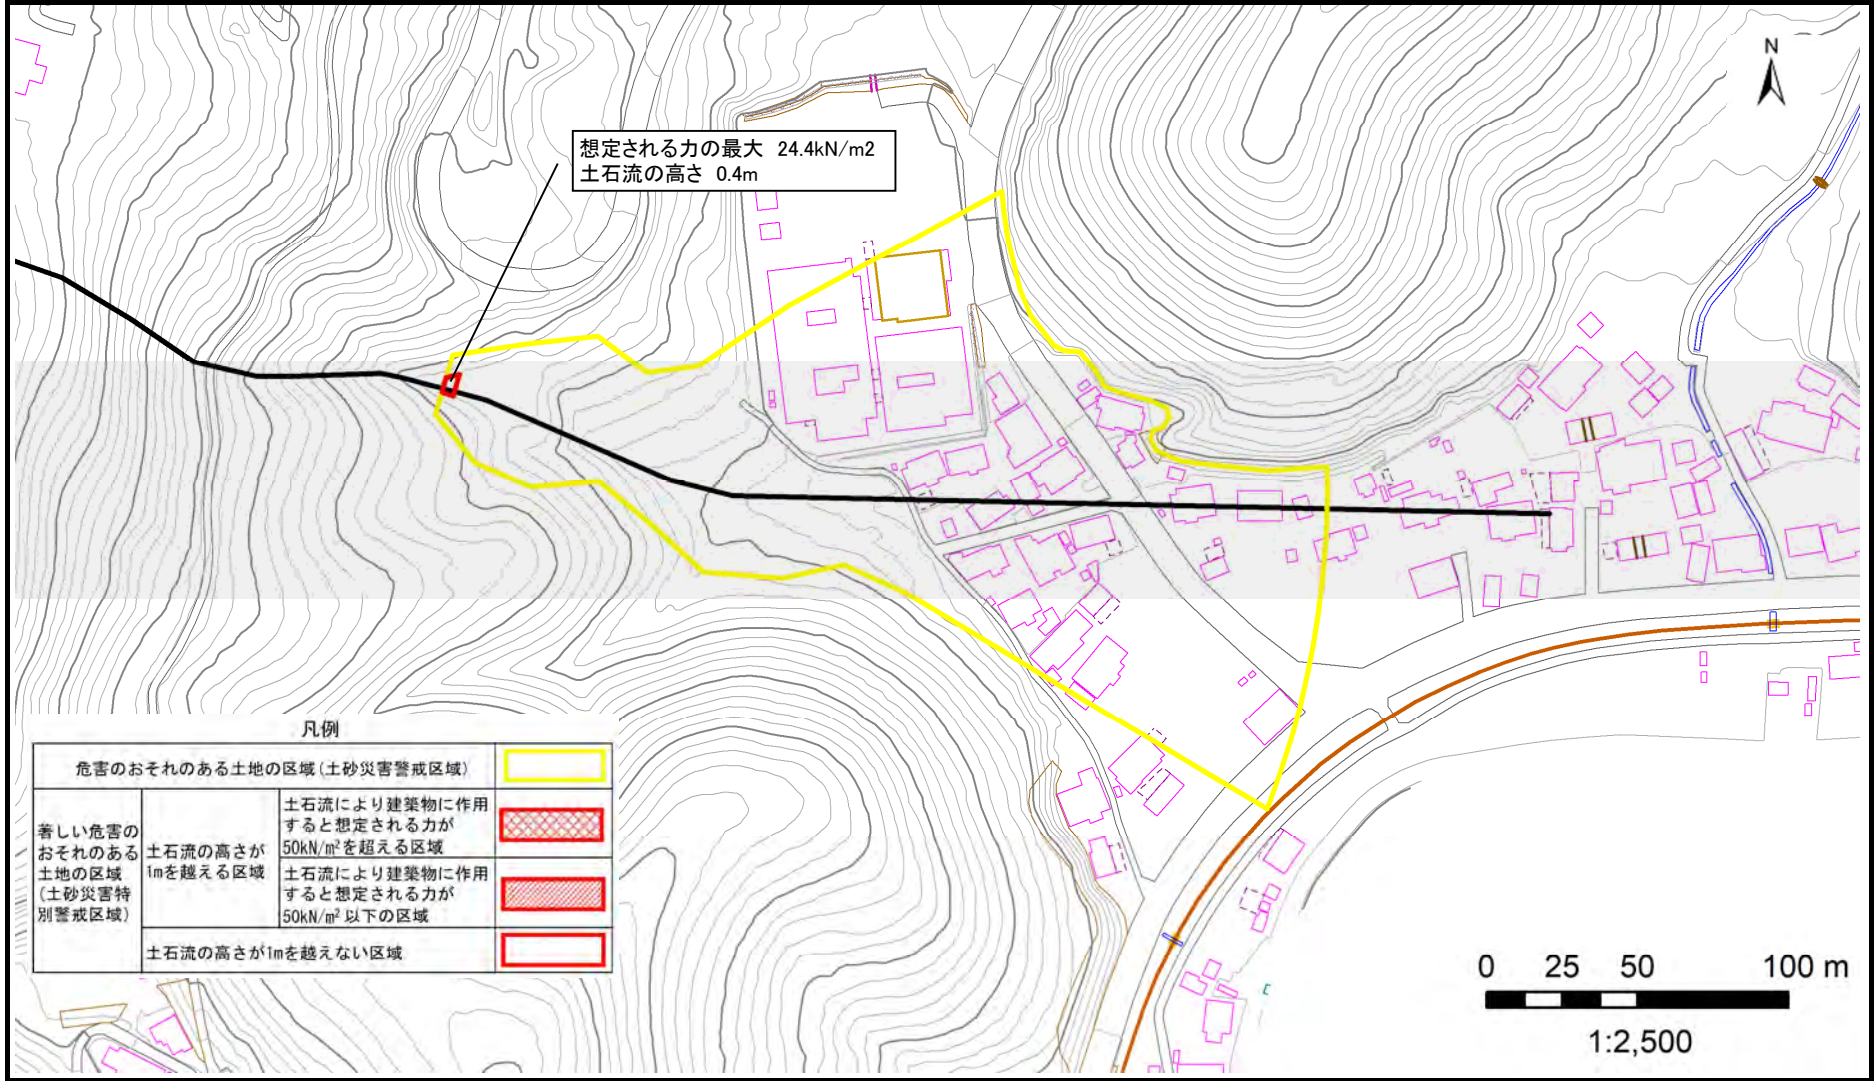 N
想定される力の最大 24.4kN/m2
土石流の高さ 0.4m
凡例
危害のおそれのある土地の区域(土砂災害警戒区域)
著しい危害の
おそれのある
土地の区域
(土砂災害特
別警戒区域)
土石流の高さが
1mを越える区域
土石流により建築物に作用
すると想定される力が
50kN/m²を超える区域
土石流により建築物に作用
すると想定される力が
50kN/m²以下の区域
土石流の高さが1mを越えない区域
0 25 50 100 m
1:2,500